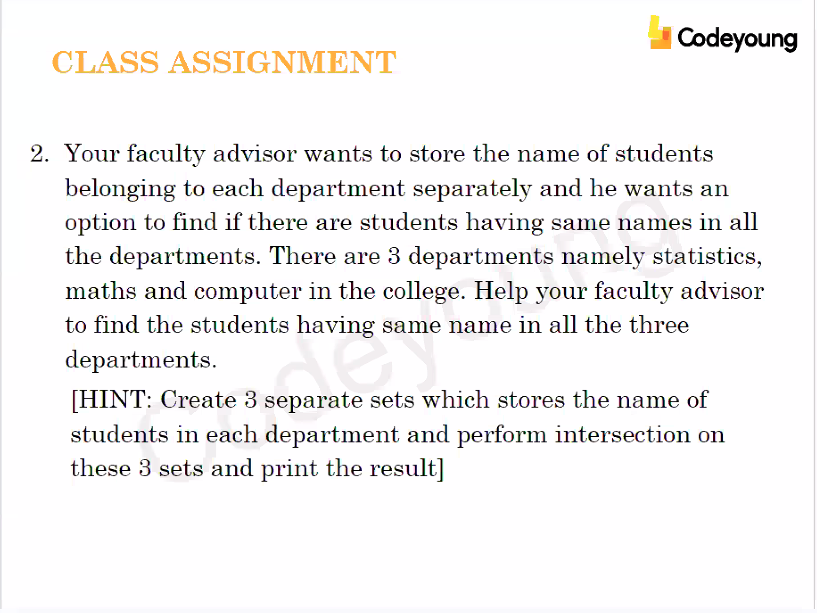 Codeyoung
CLASS ASSIGNMENT
2. Your faculty advisor wants to store the name of students
belonging to each department separately and he wants an
option to find if there are students having same names in all
the departments. There are 3 departments namely statistics,
maths and computer in the college. Help your faculty advisor
to find the students having same name in all the three
departments.
[HINT: Create 3 separate sets which stores the name of
students in each department and perform intersection on
these 3 sets and print the result]
Codeyoung